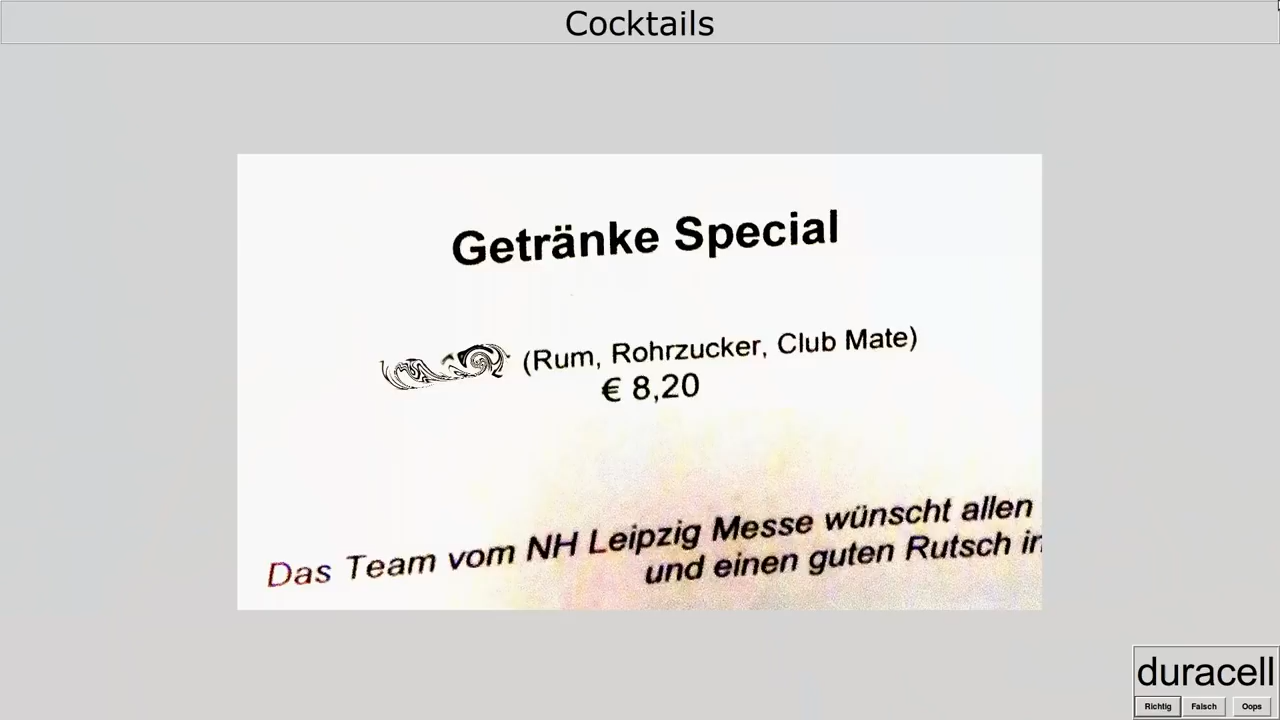 Cocktails
Getränke Special
(Rum, Rohrzucker, Club Mate)
€ 8,20
Das Team vom NH Leipzig Messe wünscht allen
und einen guten Rutsch in
duracell
Richtig Falsch Oops